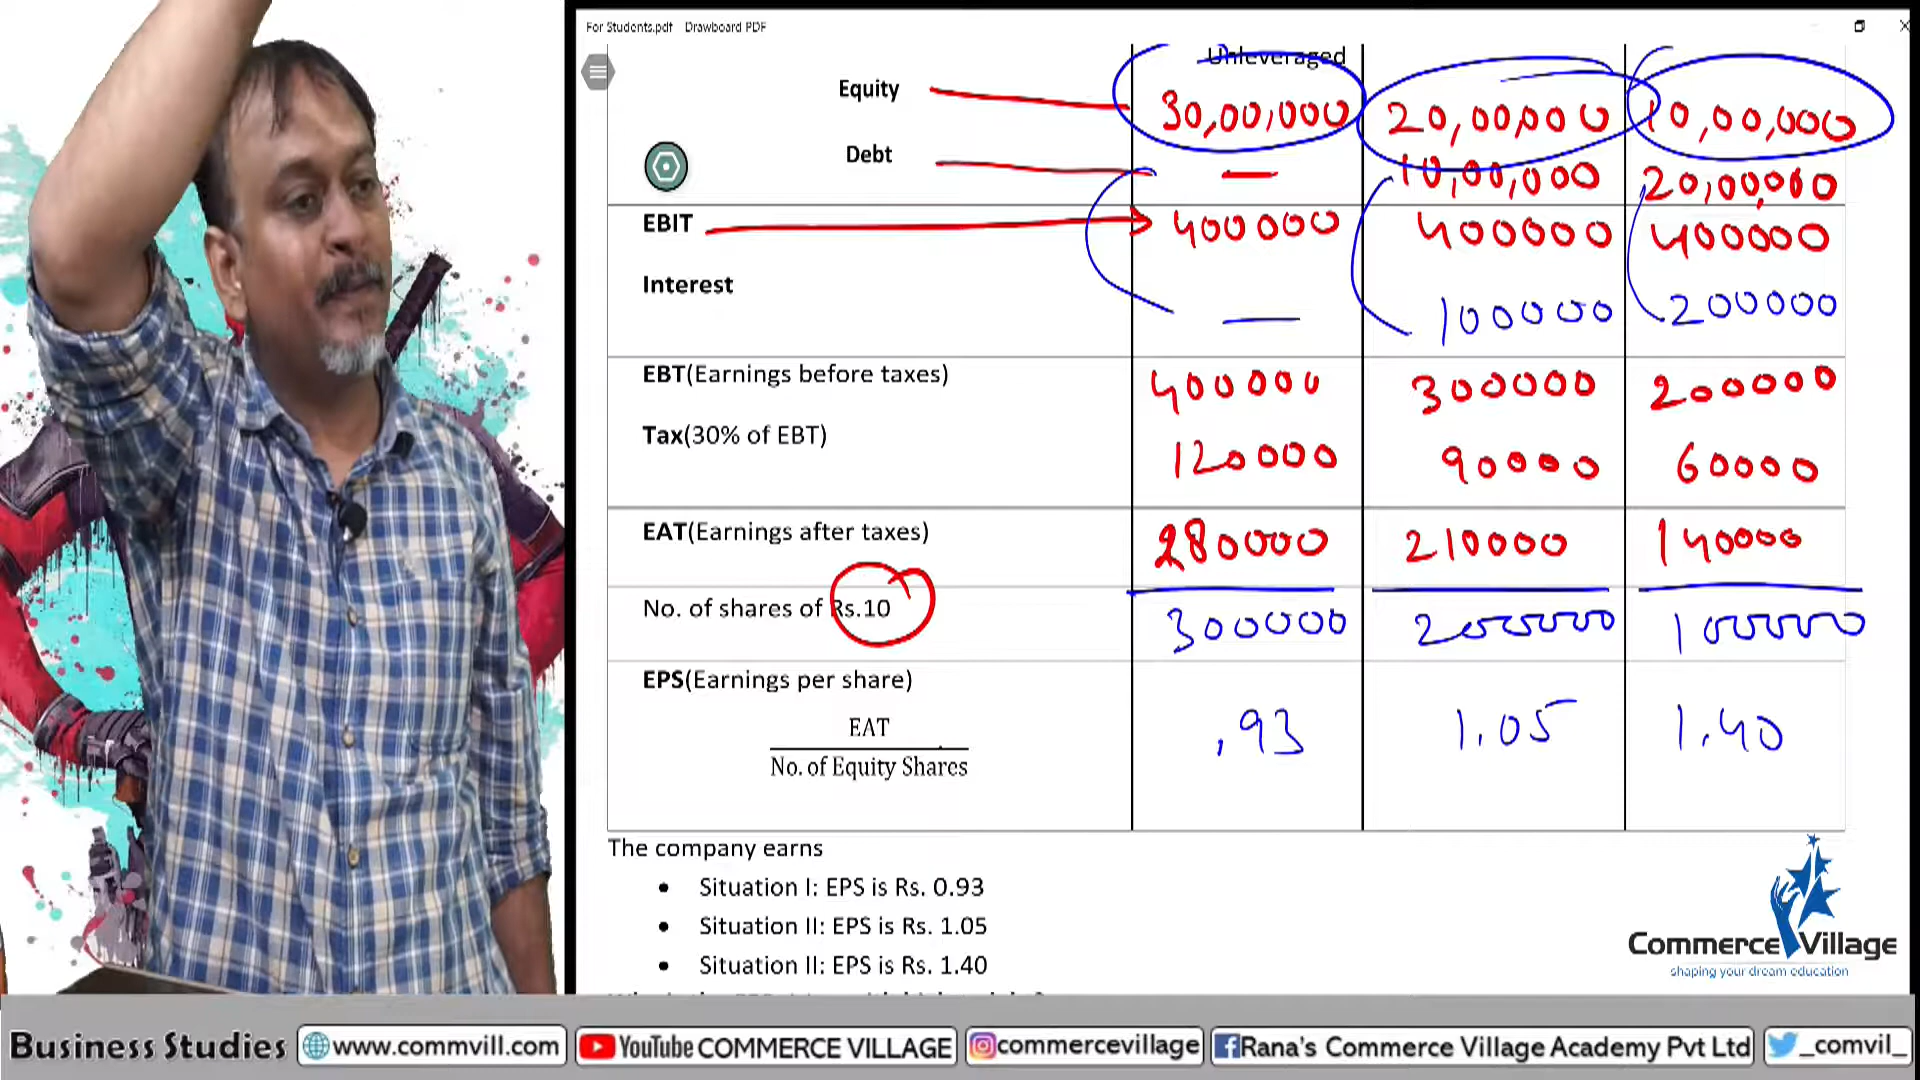 For Students.pdf Drawboard PDF
Unleveraged
Equity 30,00,000 20,00,000 10,00,000
Debt — 10,00,000 20,00,000
EBIT 400000 400000 400000
Interest — 100000 200000
EBT(Earnings before taxes) 400000 300000 200000
Tax(30% of EBT) 120000 90000 60000
EAT(Earnings after taxes) 280000 210000 140000
No. of shares of Rs.10 300000 200000 100000
EPS(Earnings per share)
EAT
No. of Equity Shares
.93 1.05 1.40
The company earns
• Situation I: EPS is Rs. 0.93
• Situation II: EPS is Rs. 1.05
• Situation II: EPS is Rs. 1.40
Commerce Village
shaping your dream education
Business Studies www.commvill.com YouTube COMMERCE VILLAGE commercevillage Rana's Commerce Village Academy Pvt Ltd _comvil_